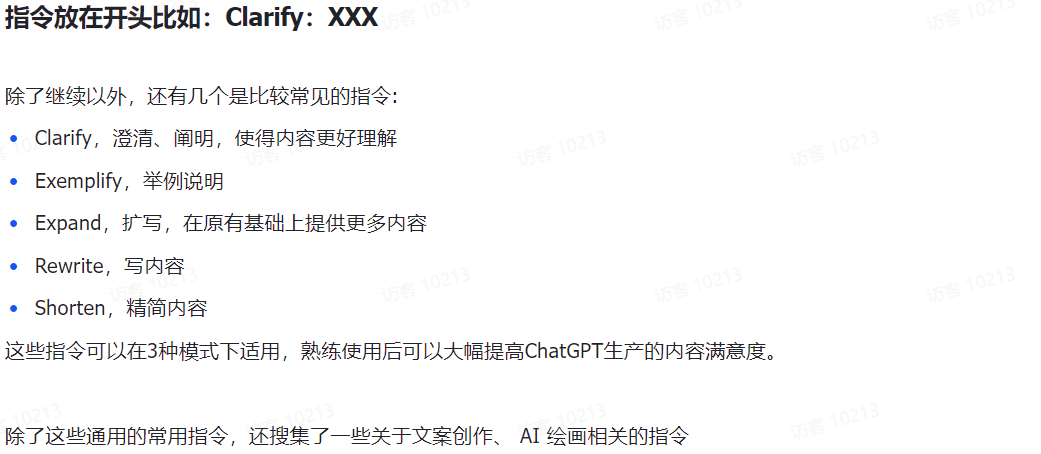 指令放在开头比如：Clarify：XXX
除了继续以外，还有几个是比较常见的指令:
Clarify，澄清、阐明，使得内容更好理解
Exemplify，举例说明
Expand，扩写，在原有基础上提供更多内容
Rewrite，写内容
Shorten，精简内容
这些指令可以在3种模式下适用，熟练使用后可以大幅提高ChatGPT生产的内容满意度。
除了这些通用的常用指令，还搜集了一些关于文案创作、 AI 绘画相关的指令
访客 10213